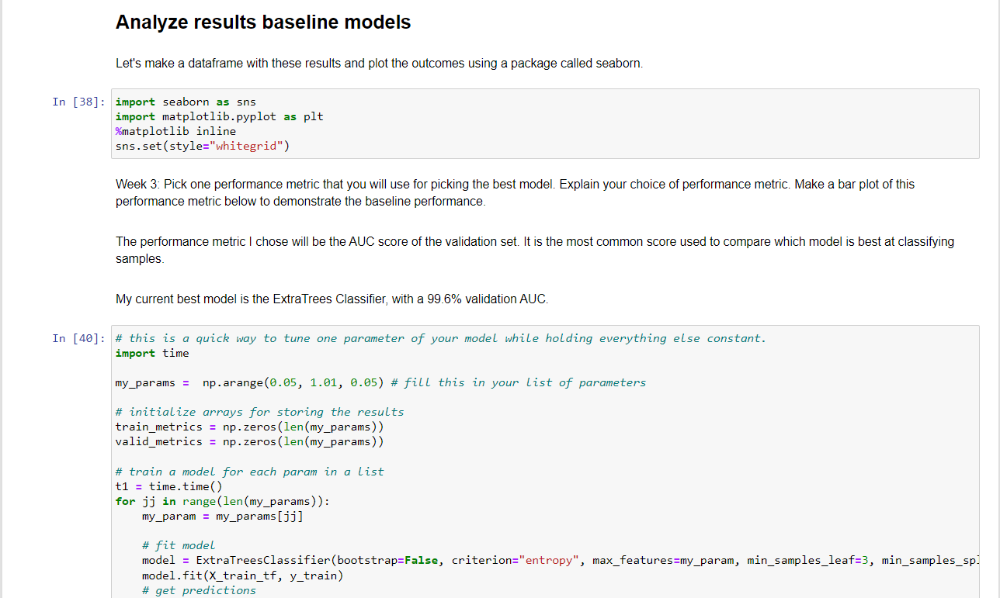 Analyze results baseline models
Let's make a dataframe with these results and plot the outcomes using a package called seaborn.
In [38]:
import seaborn as sns
import matplotlib.pyplot as plt
%matplotlib inline
sns.set(style="whitegrid")
Week 3: Pick one performance metric that you will use for picking the best model. Explain your choice of performance metric. Make a bar plot of this
performance metric below to demonstrate the baseline performance.
The performance metric I chose will be the AUC score of the validation set. It is the most common score used to compare which model is best at classifying
samples.
My current best model is the ExtraTrees Classifier, with a 99.6% validation AUC.
In [40]:
# this is a quick way to tune one parameter of your model while holding everything else constant.
import time
my_params =  np.arange(0.05, 1.01, 0.05) # fill this in your list of parameters
# initialize arrays for storing the results
train_metrics = np.zeros(len(my_params))
valid_metrics = np.zeros(len(my_params))
# train a model for each param in a list
t1 = time.time()
for jj in range(len(my_params)):
    my_param = my_params[jj]
    # fit model
    model = ExtraTreesClassifier(bootstrap=False, criterion="entropy", max_features=my_param, min_samples_leaf=3, min_samples_spl
    model.fit(X_train_tf, y_train)
    # get predictions